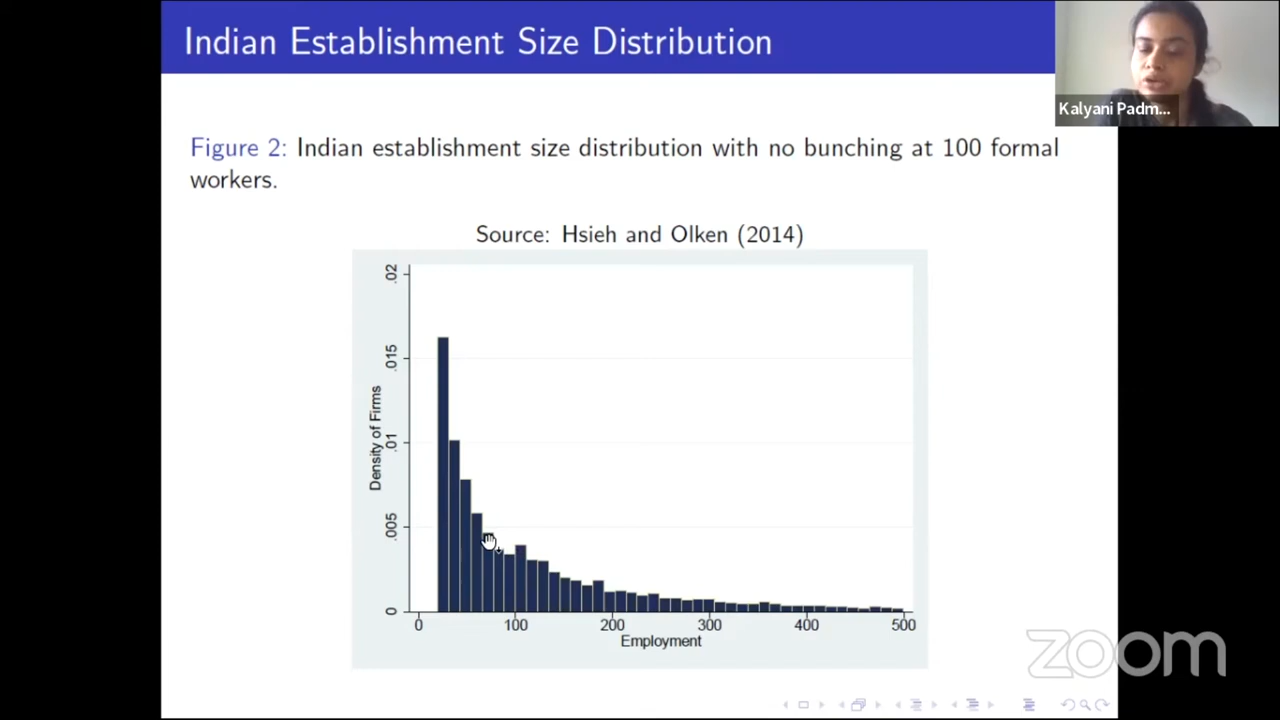 Indian Establishment Size Distribution
Kalyani Padm...
Figure 2: Indian establishment size distribution with no bunching at 100 formal
workers.
Source: Hsieh and Olken (2014)
Density of Firms
.02
.015
.01
.005
0
0 100 200 300 400 500
Employment
zoom